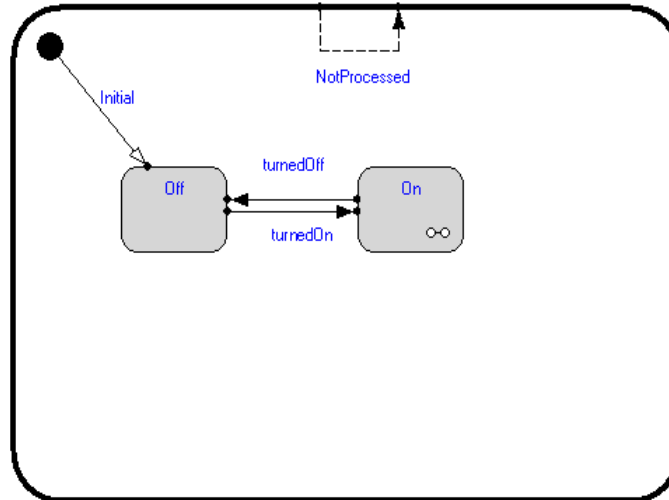 NotProcessed
Initial
turnedOff
Off
On
turnedOn